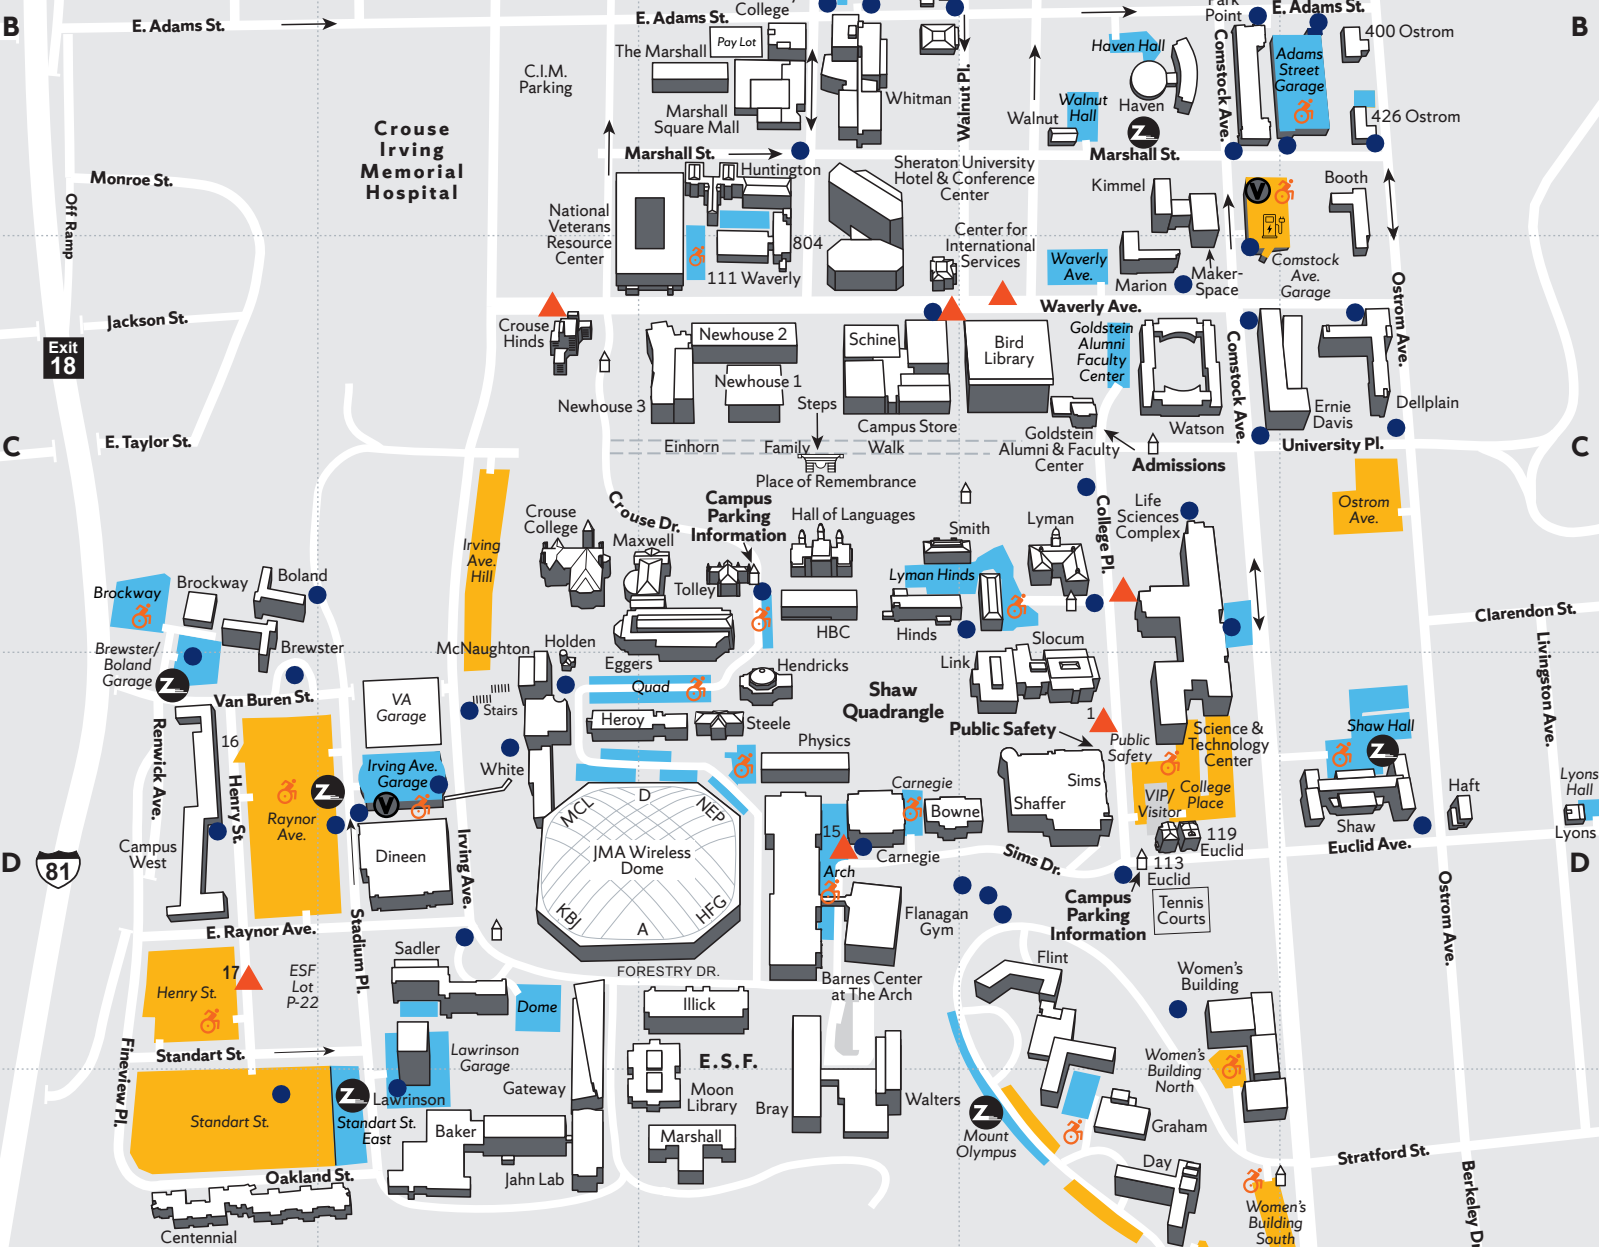 B
E. Adams St.
E. Adams St.
College
Park
Point
E. Adams St.
B
400 Ostrom
The Marshall
Pay Lot
C.I.M.
Parking
Whitman
Walnut Pl.
Haven Hall
Haven
Comstock Ave.
Adams
Street
Garage
Marshall
Square Mall
Walnut
Walnut
Hall
Z
426 Ostrom
Crouse
Irving
Memorial
Hospital
Marshall St.
Marshall St.
Monroe St.
Off Ramp
Huntington
Sheraton University
Hotel & Conference
Center
Kimmel
V
Booth
National
Veterans
Resource
Center
804
111 Waverly
Center for
International
Services
Waverly
Ave.
Marion
Maker-
Space
Comstock
Ave.
Garage
Ostrom Ave.
Waverly Ave.
Jackson St.
Exit
18
Crouse
Hinds
Newhouse 2
Newhouse 1
Newhouse 3
Schine
Bird
Library
Goldstein
Alumni
Faculty
Center
Comstock Ave.
Steps
Campus Store
Watson
Ernie
Davis
Dellplain
C
E. Taylor St.
Einhorn
Family
Walk
Goldstein
Alumni & Faculty
Center
Admissions
University Pl.
C
Place of Remembrance
Crouse Dr.
Campus
Parking
Information
Hall of Languages
Crouse
College
Maxwell
Tolley
Smith
Lyman
College Pl.
Life
Sciences
Complex
Ostrom
Ave.
Irving
Ave.
Hill
Lyman Hinds
Brockway
Brockway
Boland
HBC
Hinds
Clarendon St.
Brewster/
Boland
Garage
Brewster
Z
McNaughton
Holden
Eggers
Hendricks
Link
Slocum
Livingston Ave.
Van Buren St.
VA
Garage
Stairs
Quad
Shaw
Quadrangle
Heroy
Steele
Public Safety
1
Public
Safety
Science &
Technology
Center
Shaw Hall
Z
Renwick Ave.
16
Henry St.
Irving Ave.
Garage
White
Physics
Carnegie
Sims
Shaffer
VIP/
Visitor
College
Place
Haft
Lyons
Hall
Z
V
Raynor
Ave.
Campus
West
Dineen
Irving Ave.
D
MCL
NEP
JMA Wireless
Dome
KBJ
HFG
A
15
Arch
Bowne
Carnegie
119
Euclid
113
Euclid
Shaw
Euclid Ave.
Lyons
D
81
Sims Dr.
D
E. Raynor Ave.
Stadium Pl.
Flanagan
Gym
Campus
Parking
Information
Tennis
Courts
Ostrom Ave.
Sadler
FORESTRY DR.
Barnes Center
at The Arch
Flint
Women's
Building
17
Henry St.
ESF
Lot
P-22
Dome
Illick
Standart St.
Fineview Pl.
Lawrinson
Garage
Gateway
E.S.F.
Moon
Library
Women's
Building
North
Standart St.
Z
Lawrinson
Standart St.
East
Bray
Walters
Z
Mount
Olympus
Graham
Baker
Marshall
Jahn Lab
Day
Stratford St.
Oakland St.
Centennial
Women's
Building
South
Berkeley Dr